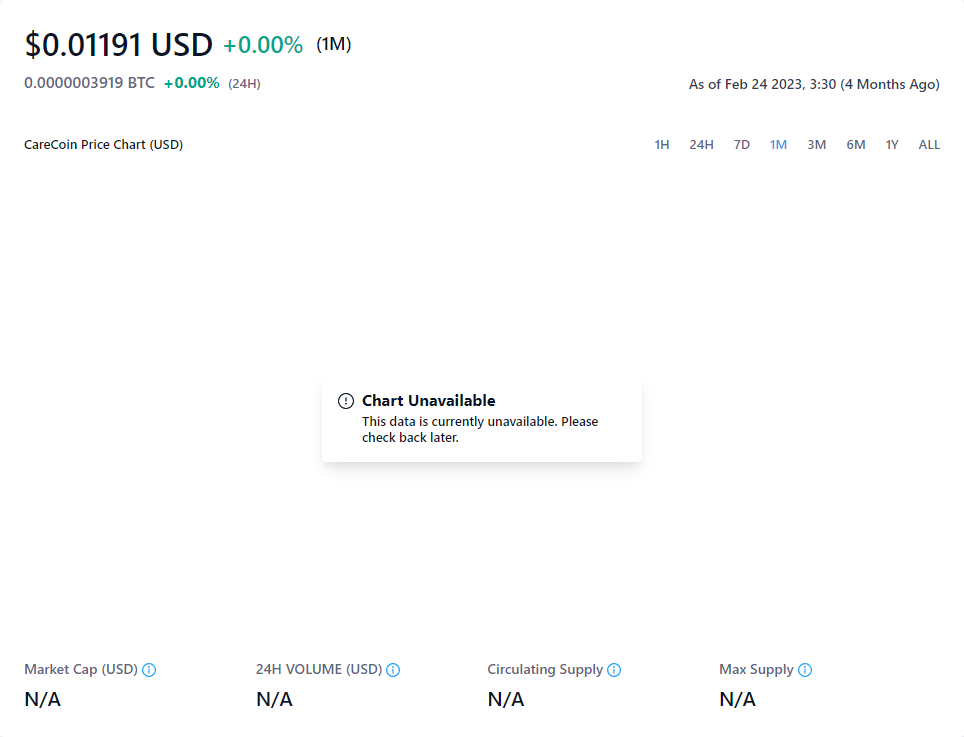 $0.01191 USD +0.00% (1M)
0.0000003919 BTC +0.00% (24H)
As of Feb 24 2023, 3:30 (4 Months Ago)
CareCoin Price Chart (USD)
1H 24H 7D 1M 3M 6M 1Y ALL
Chart Unavailable
This data is currently unavailable. Please
check back later.
Market Cap (USD) 24H VOLUME (USD) Circulating Supply Max Supply
N/A N/A N/A N/A